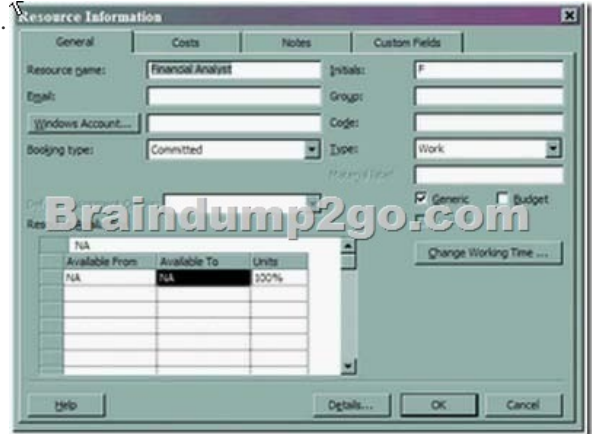 Resource Information
General Costs Notes Custom Fields
Resource name: Financial Analyst Initials: F
Email: Group:
Windows Account... Code:
Booking type: Committed Type: Work
Generic Budget
Braindump2go.com
NA
Change Working Time ...
Available From Available To Units
NA NA 100%
Help Details... OK Cancel